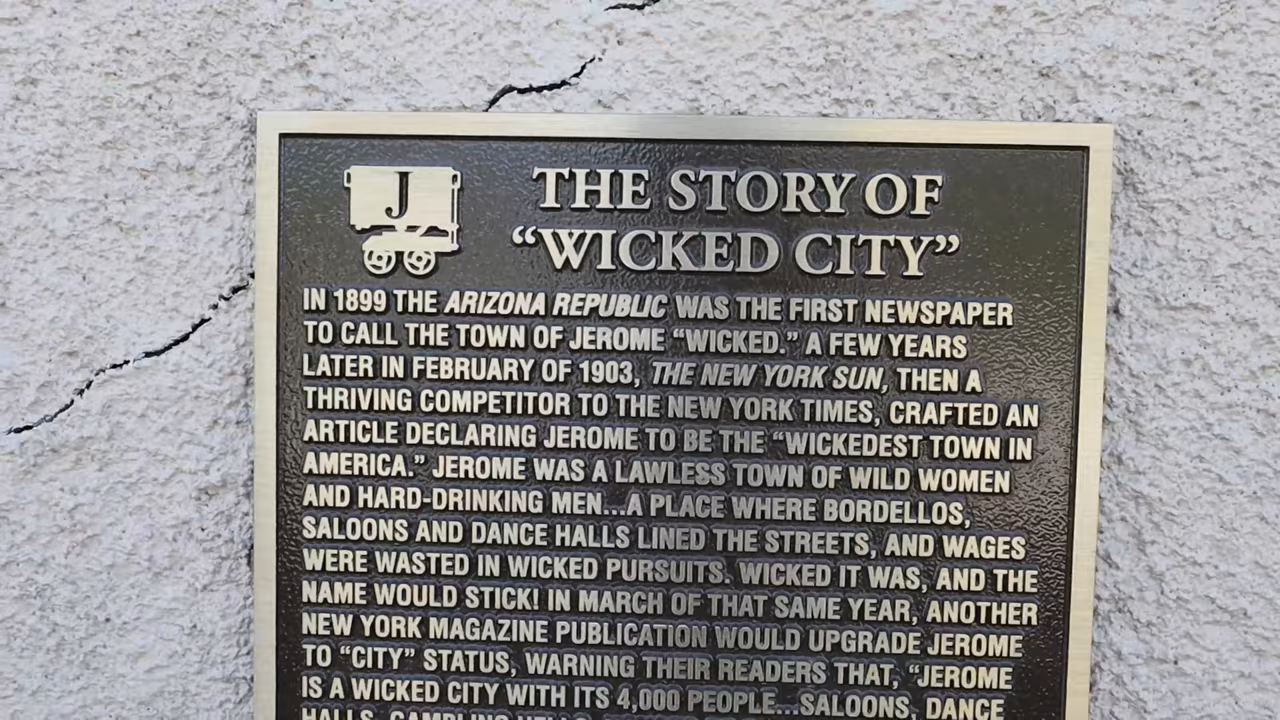 J
THE STORY OF
“WICKED CITY”
IN 1899 THE ARIZONA REPUBLIC WAS THE FIRST NEWSPAPER
TO CALL THE TOWN OF JEROME “WICKED.” A FEW YEARS
LATER IN FEBRUARY OF 1903, THE NEW YORK SUN, THEN A
THRIVING COMPETITOR TO THE NEW YORK TIMES, CRAFTED AN
ARTICLE DECLARING JEROME TO BE THE “WICKEDEST TOWN IN
AMERICA.” JEROME WAS A LAWLESS TOWN OF WILD WOMEN
AND HARD-DRINKING MEN...A PLACE WHERE BORDELLOS,
SALOONS AND DANCE HALLS LINED THE STREETS, AND WAGES
WERE WASTED IN WICKED PURSUITS. WICKED IT WAS, AND THE
NAME WOULD STICK! IN MARCH OF THAT SAME YEAR, ANOTHER
NEW YORK MAGAZINE PUBLICATION WOULD UPGRADE JEROME
TO “CITY” STATUS, WARNING THEIR READERS THAT, “JEROME
IS A WICKED CITY WITH ITS 4,000 PEOPLE...SALOONS, DANCE
HALLS, GAMBLING HELLS,